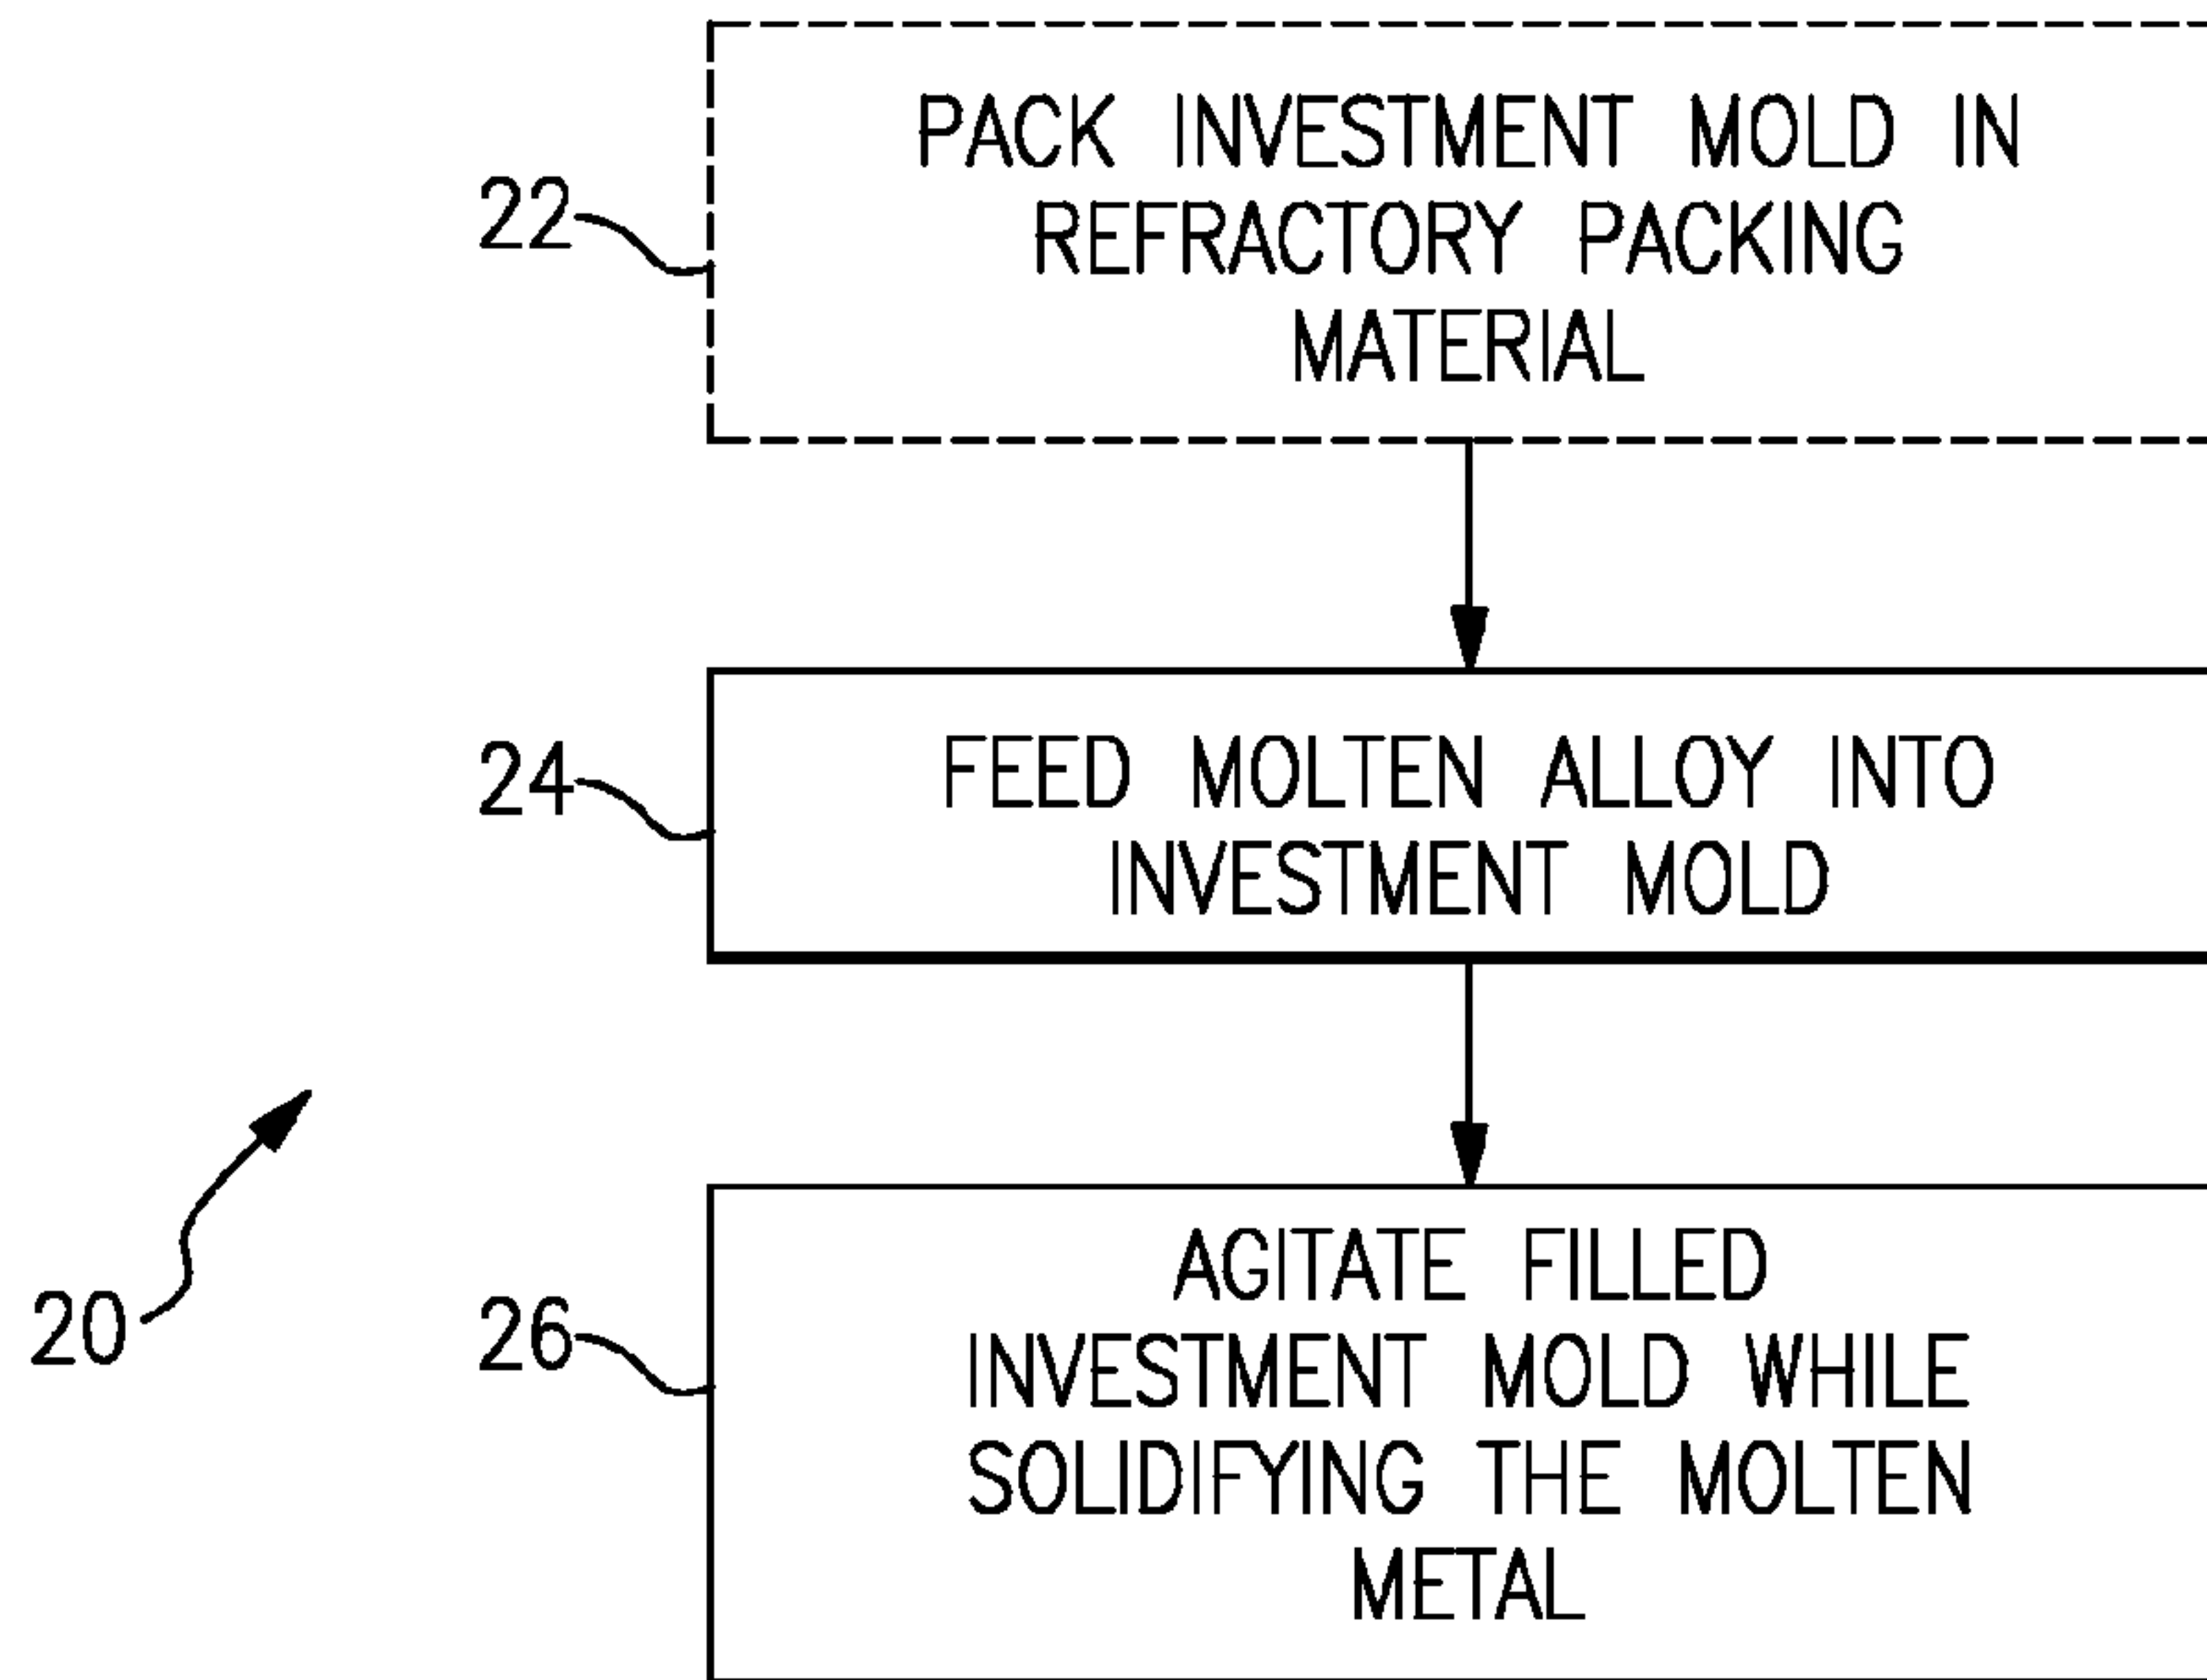 PACK INVESTMENT MOLD IN
REFRACTORY PACKING
MATERIAL
22
24
FEED MOLTEN ALLOY INTO
INVESTMENT MOLD
20
26
AGITATE FILLED
INVESTMENT MOLD WHILE
SOLIDIFYING THE MOLTEN
METAL